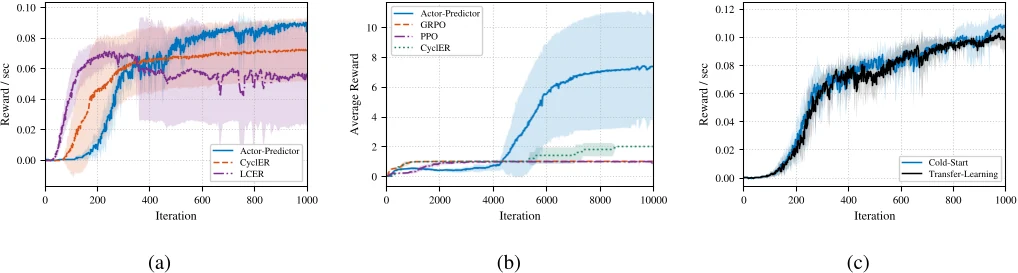 0.10
0.08
0.06
0.04
0.02
0.00
Reward / sec
0 200 400 600 800 1000
Iteration
Actor-Predictor
CyclER
LCER
(a)
10
8
6
4
2
0
Average Reward
0 2000 4000 6000 8000 10000
Iteration
Actor-Predictor
GRPO
PPO
CyclER
(b)
0.12
0.10
0.08
0.06
0.04
0.02
0.00
Reward / sec
0 200 400 600 800 1000
Iteration
Cold-Start
Transfer-Learning
(c)